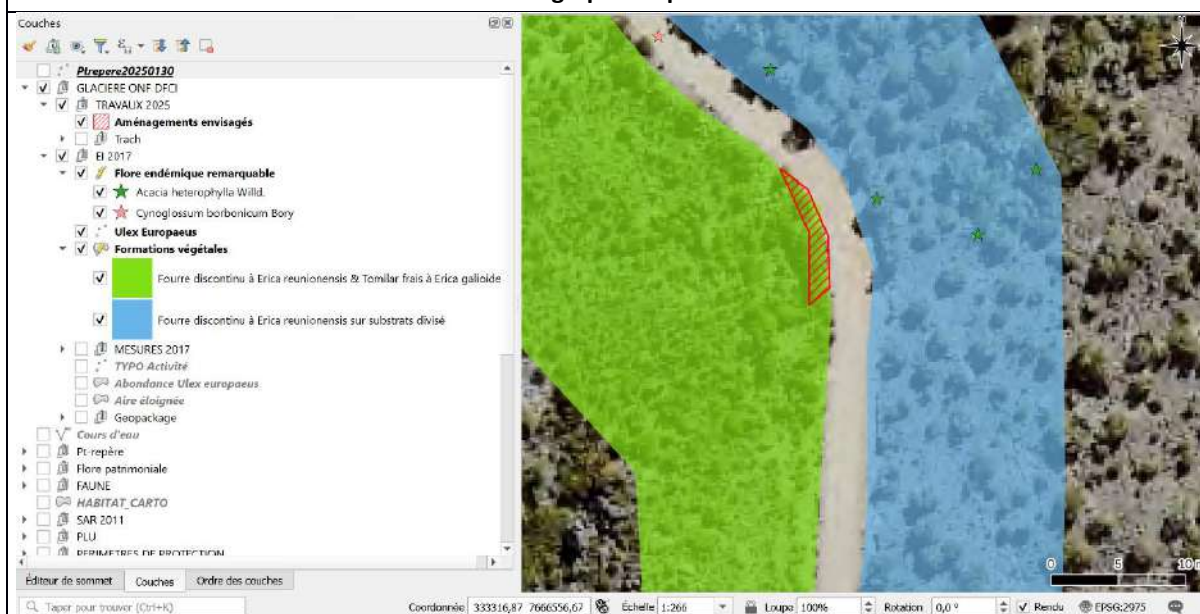 Couches
Ptrepere20250130
GLACIERE ONF DFCI
TRAVAUX 2025
Aménagements envisagés
Trach
EI 2017
Flore endémique remarquable
Acacia heterophylla Willd.
Cynoglossum borbonicum Bory
Ulex Europaeus
Formations végétales
Fourre discontinu à Erica reunionensis & Tomilar frais à Erica galioide
Fourre discontinu à Erica reunionensis sur substrats divisé
MESURES 2017
TYPO Activité
Abondance Ulex europaeus
Aire éloignée
Geopackage
Cours d'eau
Pt-repère
Flore patrimoniale
FAUNE
HABITAT_CARTO
SAR 2011
PLU
PERIMETRES DE PROTECTION
0 5 10 m
Éditeur de sommet Couches Ordre des couches
Taper pour trouver (Ctrl+K) Coordonnée 333316,87 7666556,67 Échelle 1:266 Loupe 100% Rotation 0,0 ° Rendu EPSG:2975